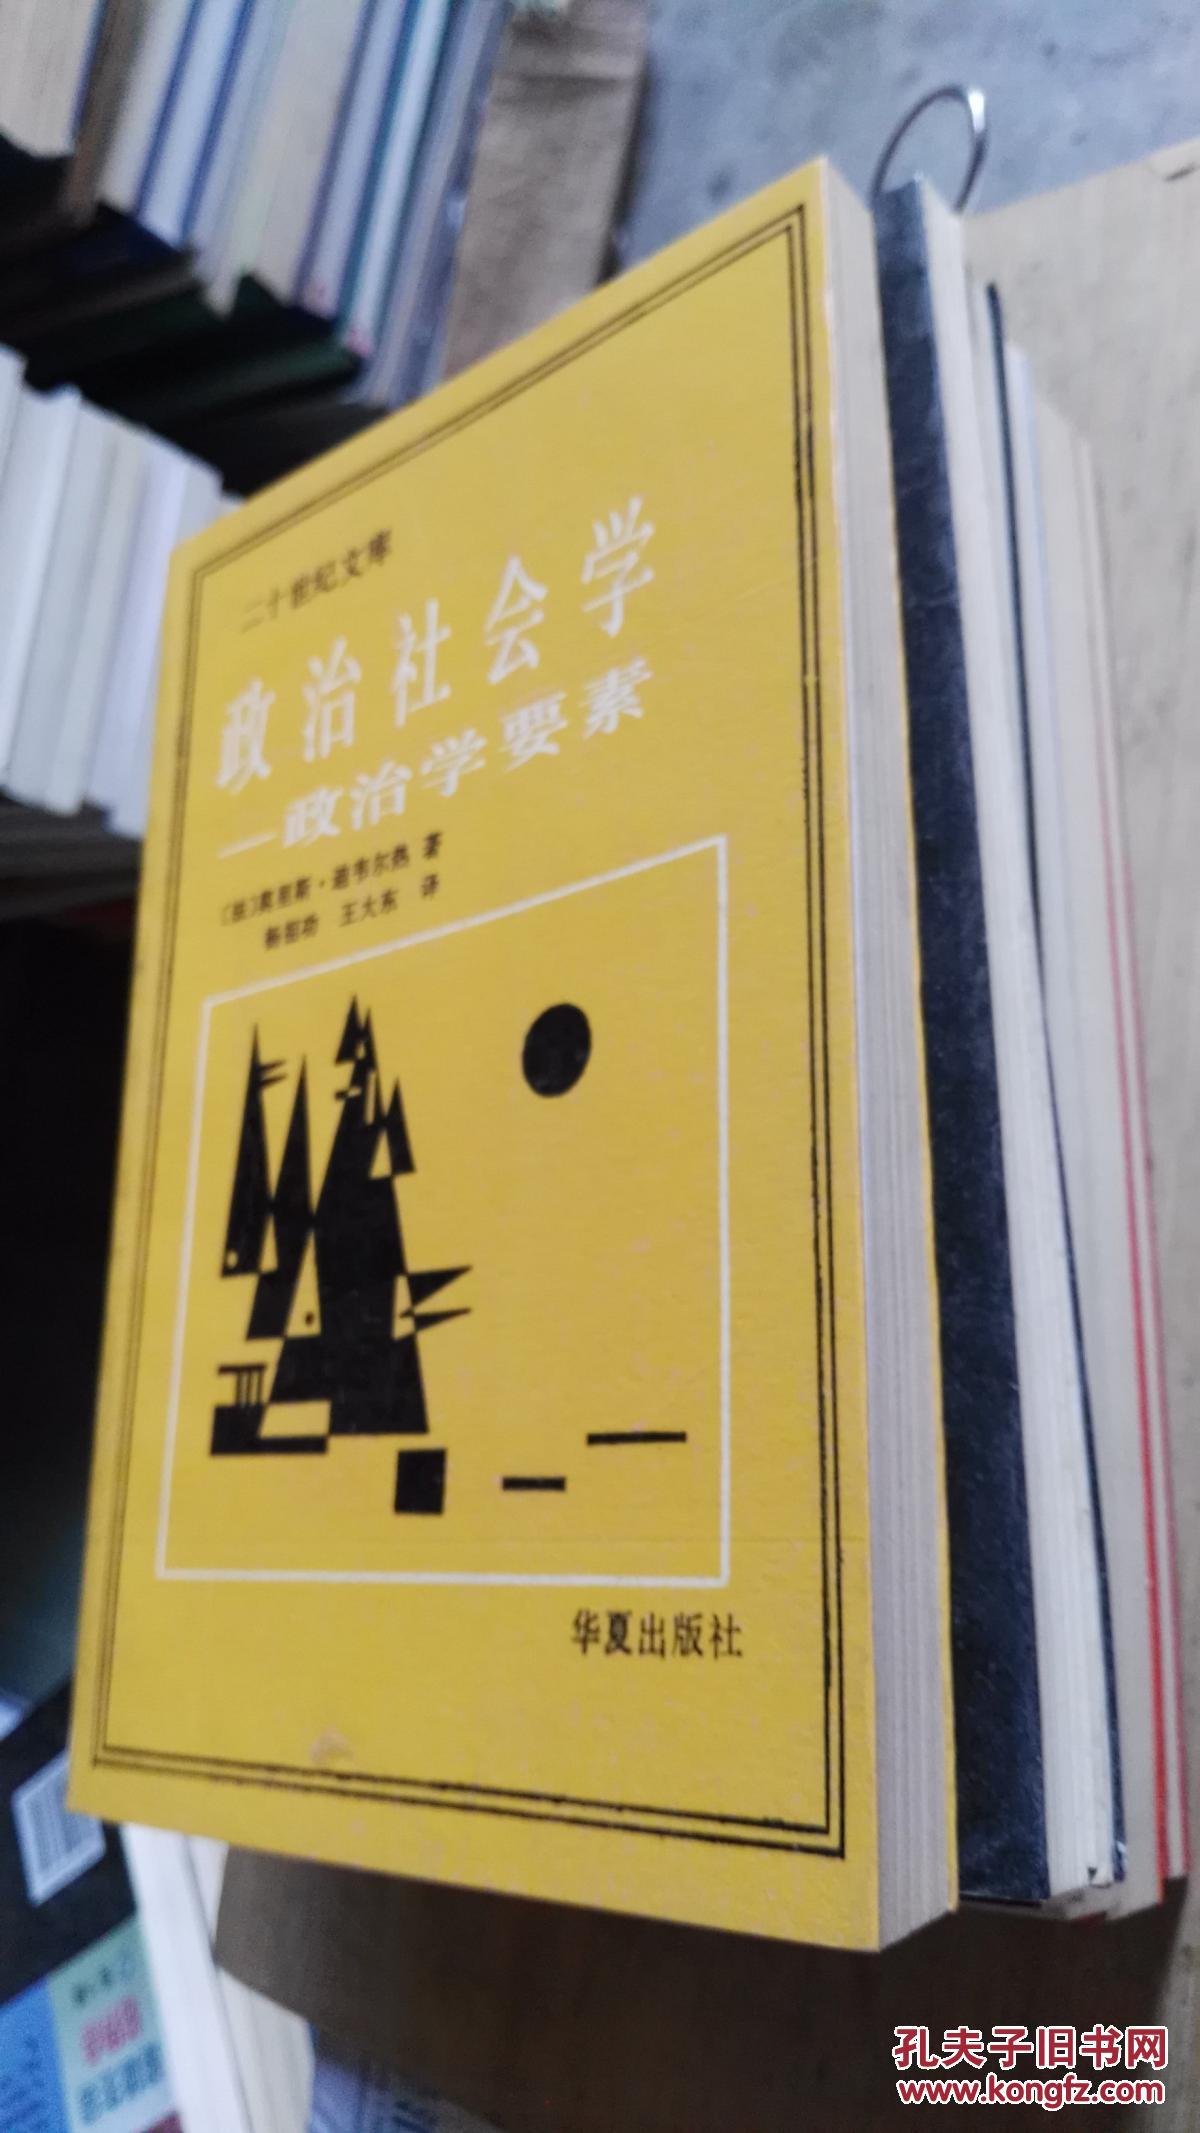 二十世纪文库
政治社会学
—政治学要素
〔法〕莫里斯·迪韦尔热 著
杨祖功 王大东 译
华夏出版社
孔夫子旧书网
www.kongfz.com